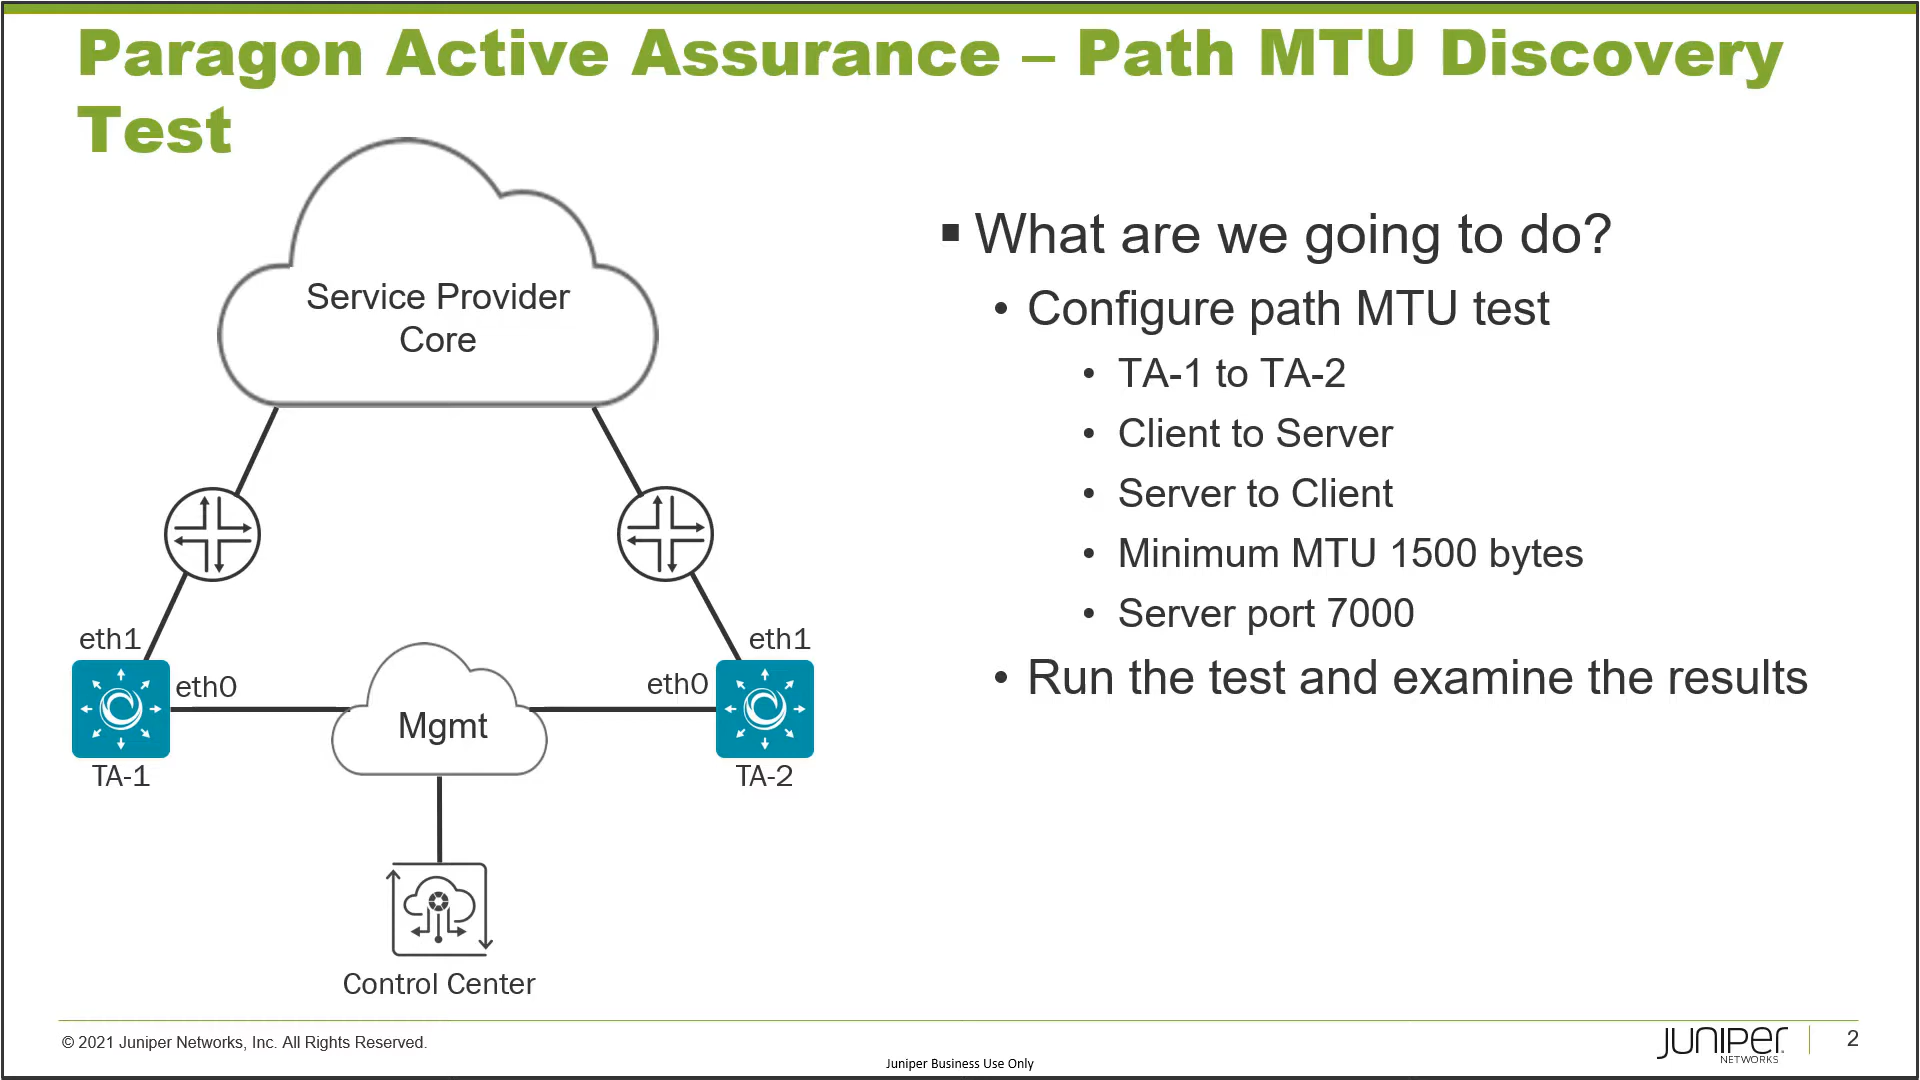 Paragon Active Assurance – Path MTU Discovery
Test
Service Provider
Core
eth1
eth0
TA-1
Mgmt
eth1
eth0
TA-2
Control Center
▪ What are we going to do?
• Configure path MTU test
• TA-1 to TA-2
• Client to Server
• Server to Client
• Minimum MTU 1500 bytes
• Server port 7000
• Run the test and examine the results
© 2021 Juniper Networks, Inc. All Rights Reserved.
Juniper Business Use Only
JUNIPER
NETWORKS
2